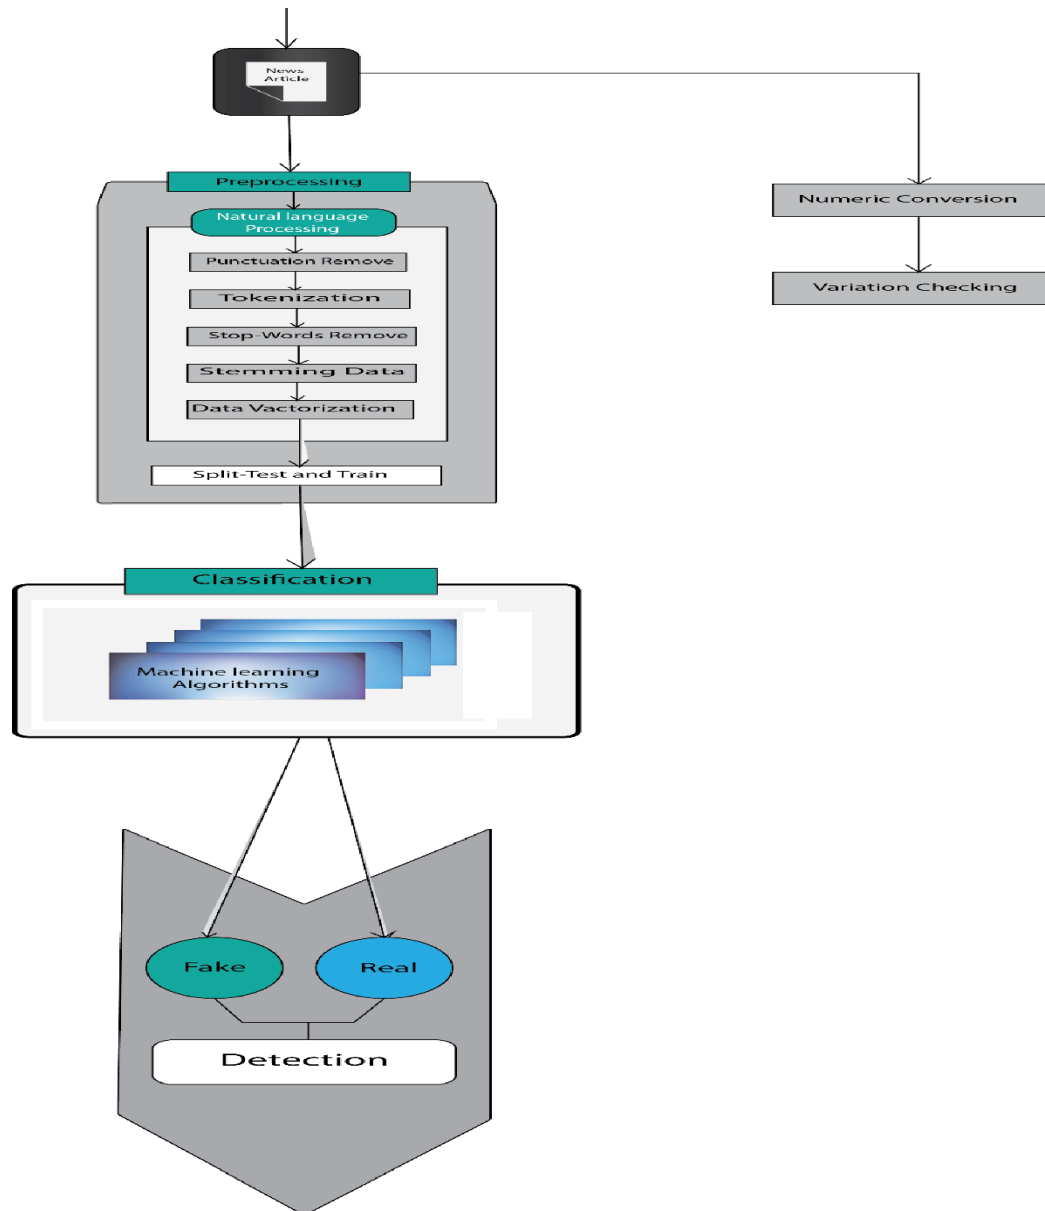 News
Article
Preprocessing
Natural language
Processing
Punctuation Remove
Tokenization
Stop-Words Remove
Stemming Data
Data Vactorization
Split-Test and Train
Numeric Conversion
Variation Checking
Classification
Machine learning
Algorithms
Fake
Real
Detection